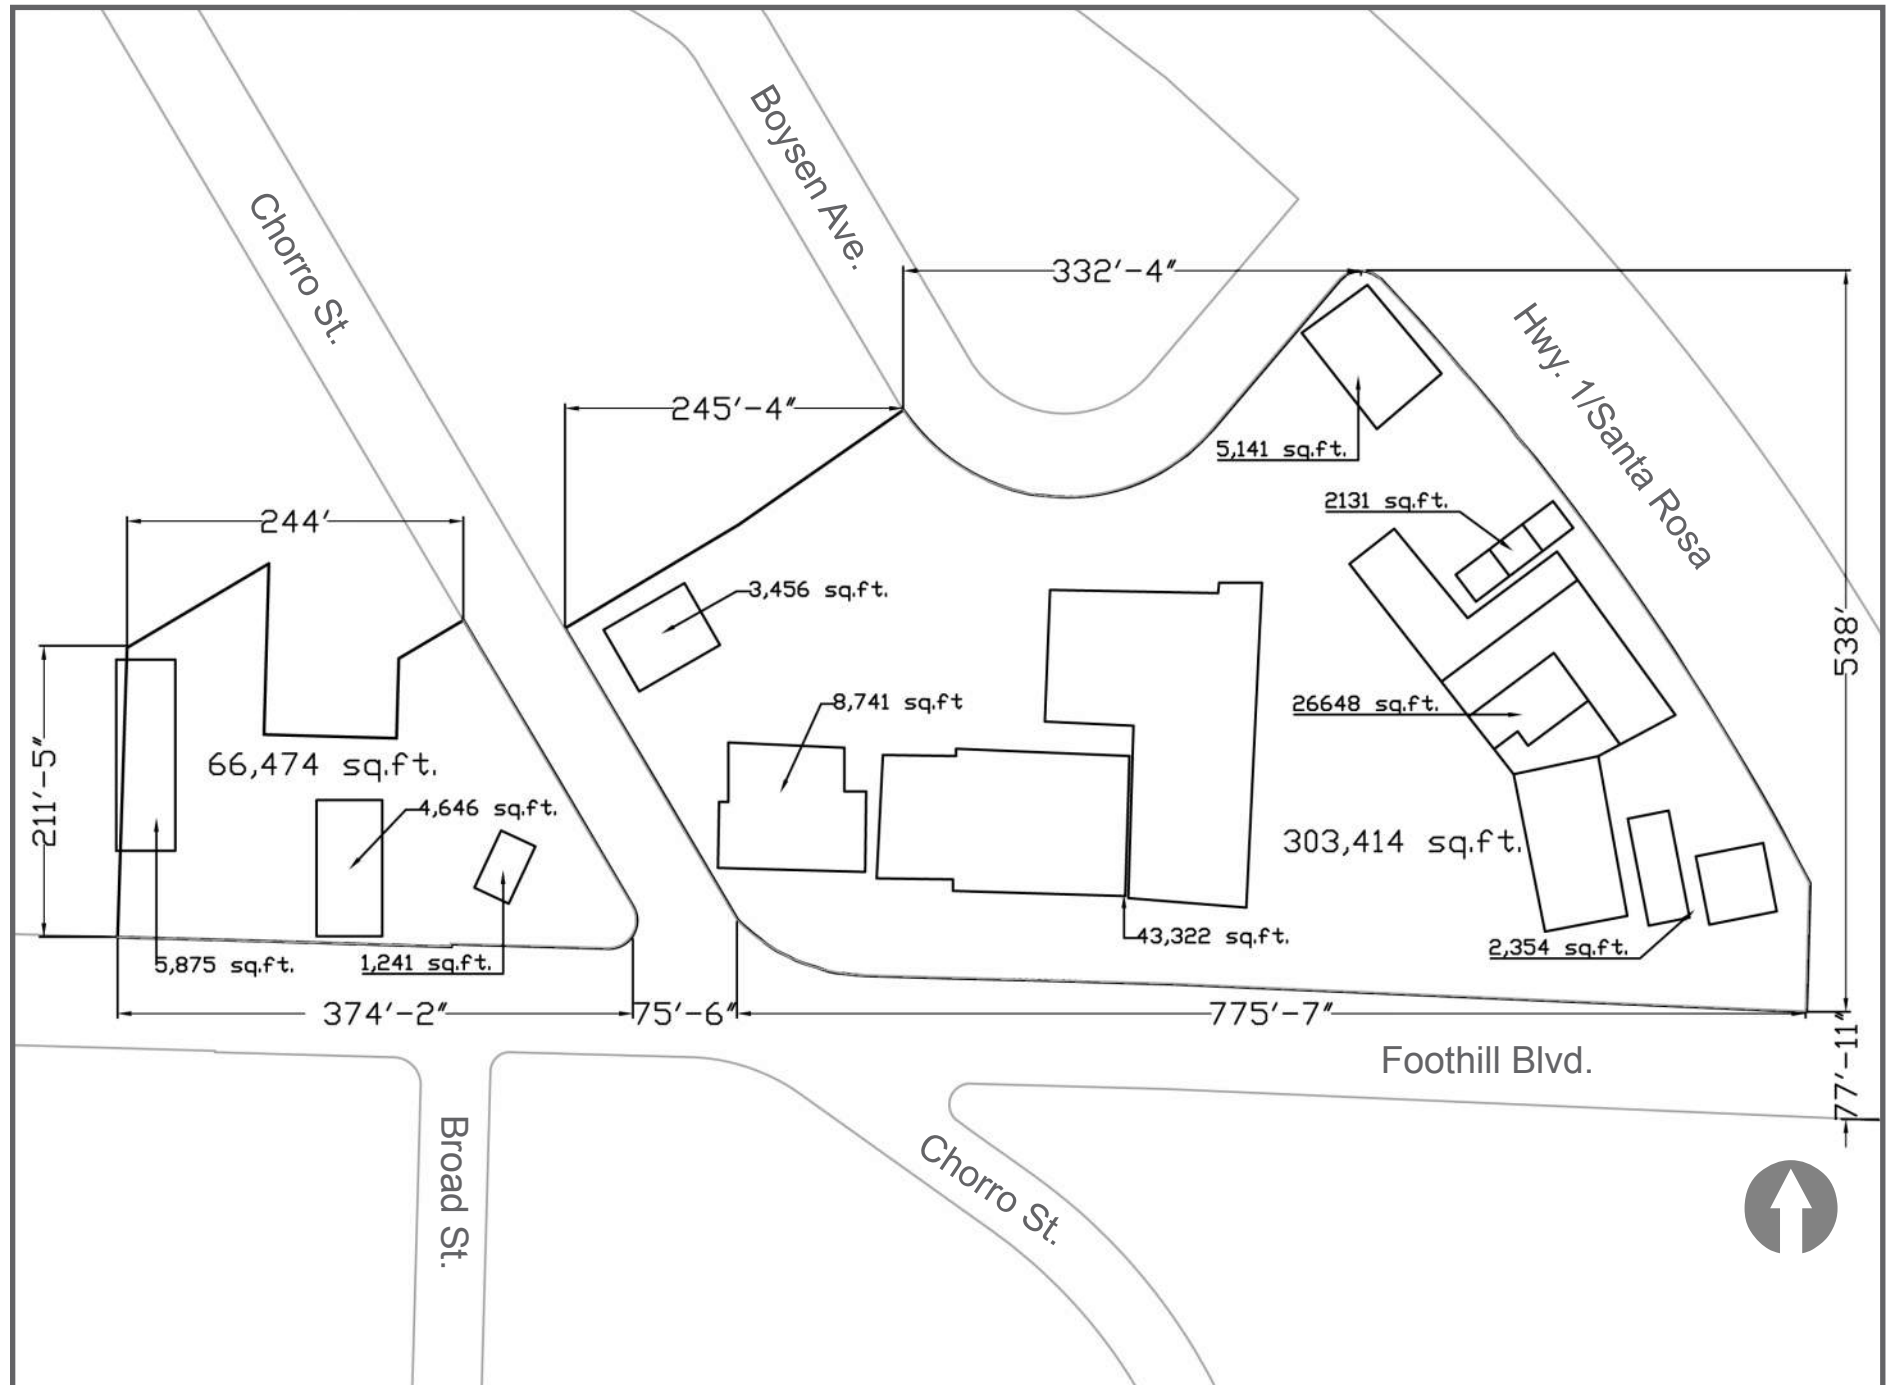 Boysen Ave.
Chorro St.
332'-4"
Hwy. 1/Santa Rosa
245'-4"
5,141 sq.ft.
2131 sq.ft.
244'
3,456 sq.ft.
538'
8,741 sq.ft
26648 sq.ft.
211'-5"
66,474 sq.ft.
4,646 sq.ft.
303,414 sq.ft.
43,322 sq.ft.
2,354 sq.ft.
5,875 sq.ft.
1,241 sq.ft.
374'-2"
75'-6"
775'-7"
77'-11"
Foothill Blvd.
Broad St.
Chorro St.